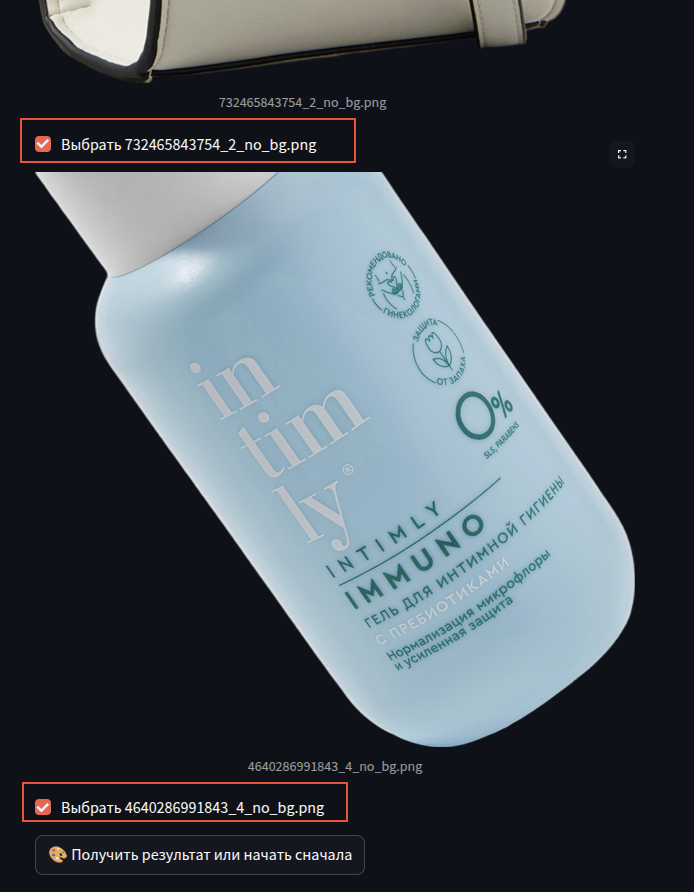 732465843754_2_no_bg.png
Выбрать 732465843754_2_no_bg.png
РЕКОМЕНДОВАНО
ГИНЕКОЛОГАМИ
ЗАЩИТА
ОТ ЗАПАХА
0%
SLS, PARABENS
in
tim
ly®
INTIMLY
IMMUNO
ГЕЛЬ ДЛЯ ИНТИМНОЙ ГИГИЕНЫ
С ПРЕБИОТИКАМИ
Нормализация микрофлоры
и усиленная защита
4640286991843_4_no_bg.png
Выбрать 4640286991843_4_no_bg.png
Получить результат или начать сначала